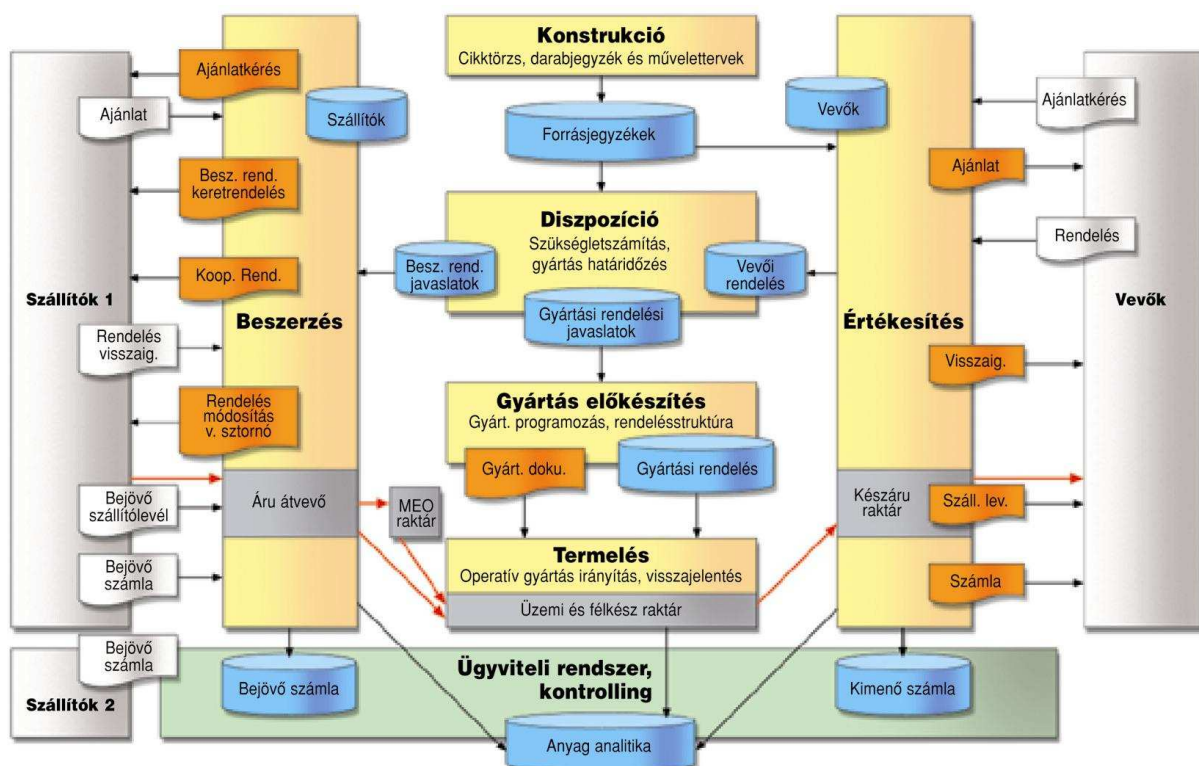 Konstrukció
Cikktörzs, darabjegyzék és művelettervek
Ajánlatkérés
Ajánlat
Besz. rend.
keretrendelés
Koop. Rend.
Szállítók 1
Rendelés
visszaig.
Rendelés
módosítás
v. sztornó
Bejövő
szállítólevél
Bejövő
számla
Bejövő
számla
Szállítók 2
Szállítók
Beszerzés
Áru átvevő
MEO
raktár
Forrásjegyzékek
Diszpozíció
Szükségletszámítás,
gyártás határidőzés
Besz. rend.
javaslatok
Vevői
rendelés
Gyártási rendelési
javaslatok
Gyártás előkészítés
Gyárt. programozás, rendelésstruktúra
Gyárt. doku.
Gyártási rendelés
Termelés
Operatív gyártás irányítás, visszajelentés
Üzemi és félkész raktár
Vevők
Értékesítés
Készáru
raktár
Ajánlatkérés
Ajánlat
Rendelés
Visszaig.
Száll. lev.
Számla
Vevők
Ügyviteli rendszer,
kontrolling
Bejövő számla
Kimenő számla
Anyag analitika